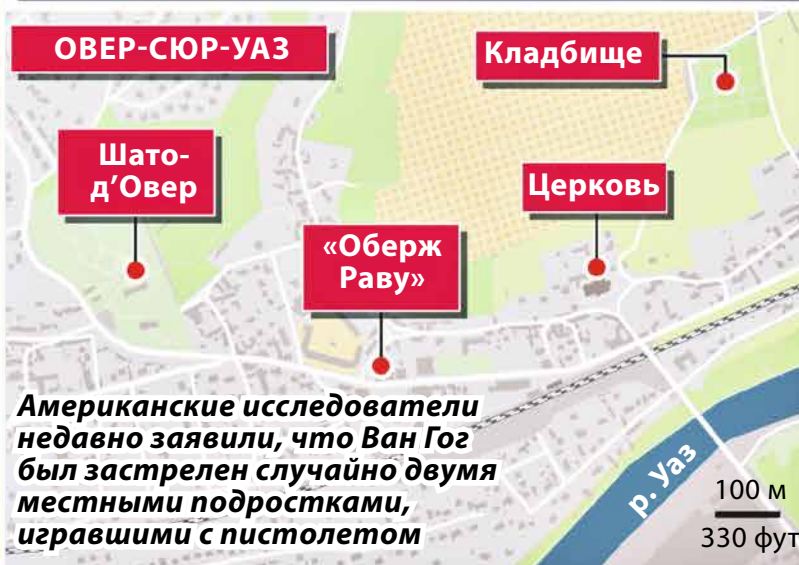 ОВЕР-СЮР-УАЗ
Кладбище
Шато-
д’Овер
Церковь
«Оберж
Раву»
Американские исследователи
недавно заявили, что Ван Гог
был застрелен случайно двумя
местными подростками,
игравшими с пистолетом
р. Уаз
100 м
330 фут